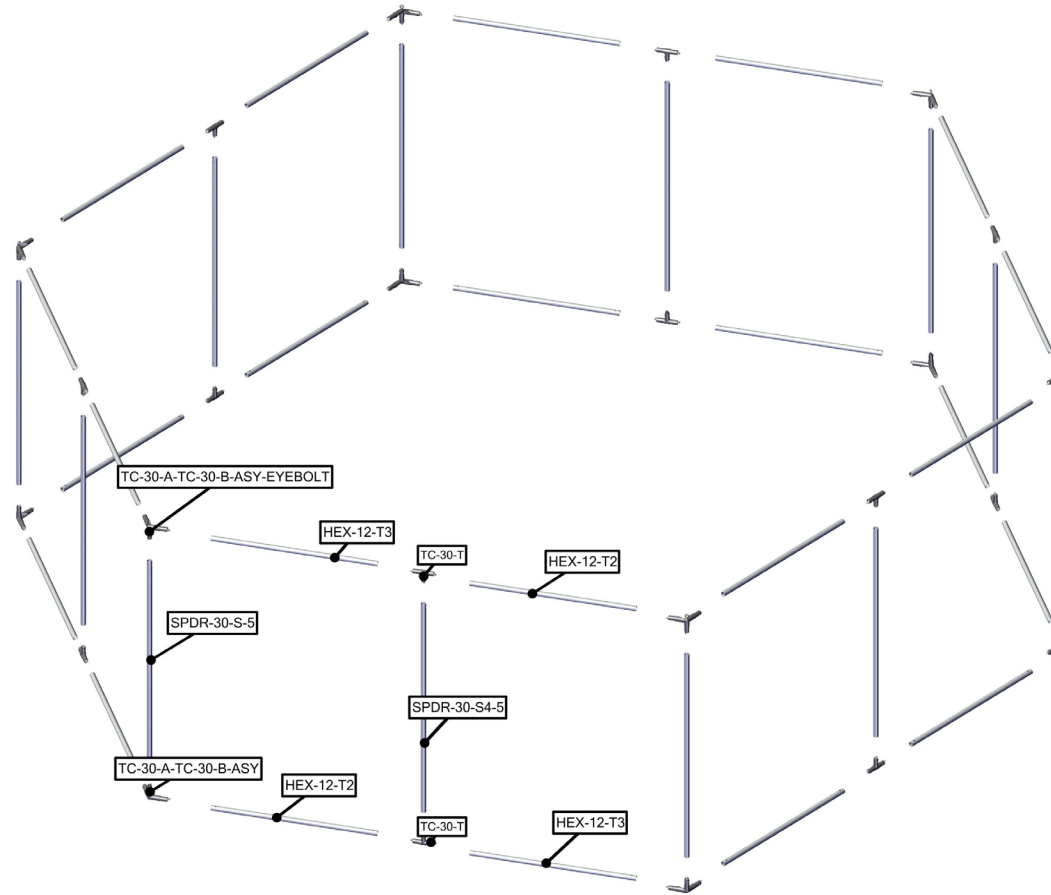 TC-30-A-TC-30-B-ASY-EYEBOLT
HEX-12-T3
TC-30-T
HEX-12-T2
SPDR-30-S-5
SPDR-30-S4-5
TC-30-A-TC-30-B-ASY
HEX-12-T2
TC-30-T
HEX-12-T3